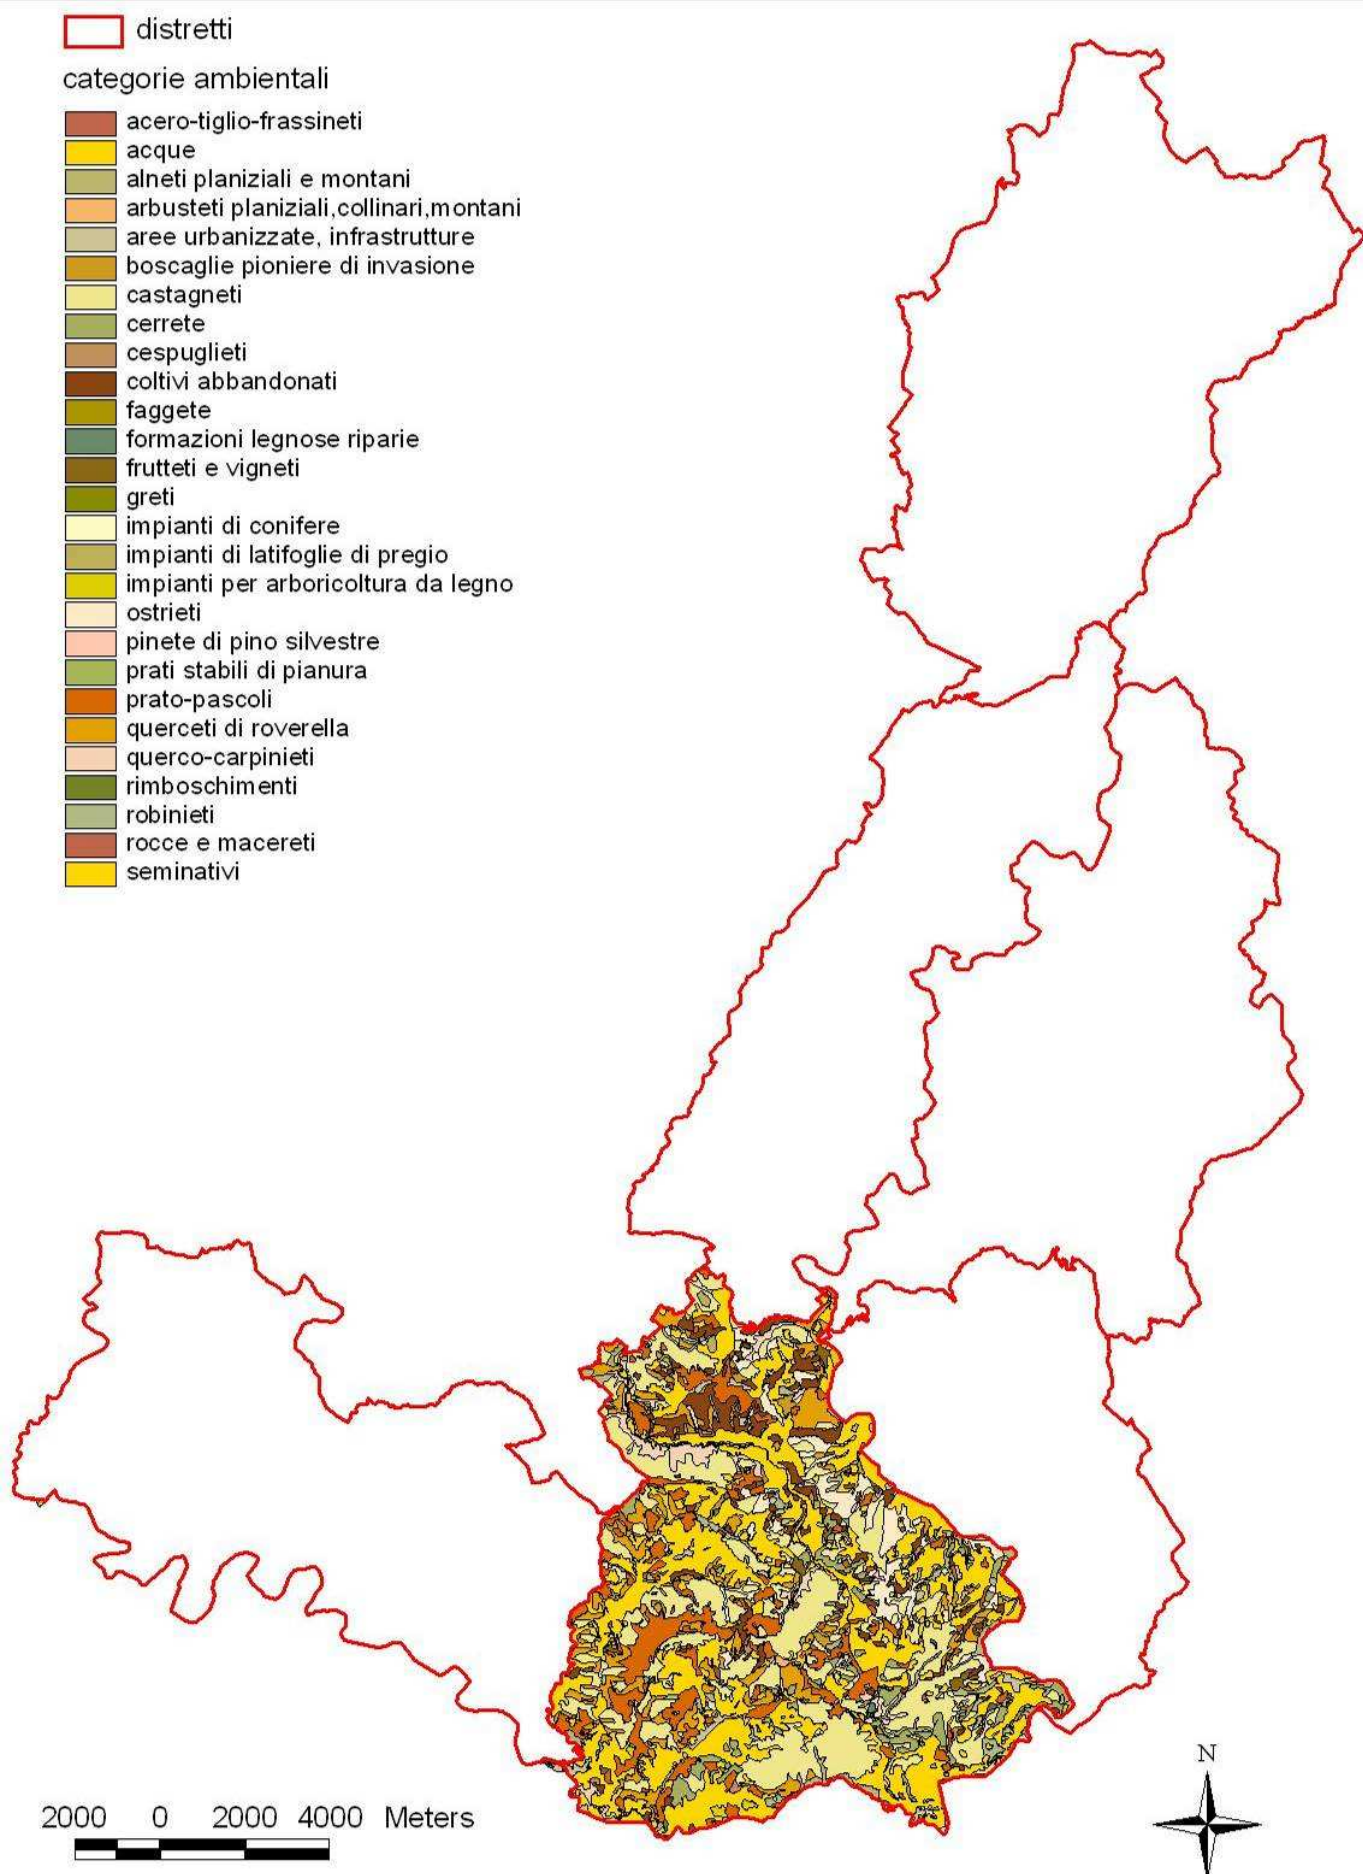 distretti
categorie ambientali
acero-tiglio-frassineti
acque
alneti planiziali e montani
arbusteti planiziali,collinari,montani
aree urbanizzate, infrastrutture
boscaglie pioniere di invasione
castagneti
cerrete
cespuglieti
coltivi abbandonati
faggete
formazioni legnose riparie
frutteti e vigneti
greti
impianti di conifere
impianti di latifoglie di pregio
impianti per arboricoltura da legno
ostrieti
pinete di pino silvestre
prati stabili di pianura
prato-pascoli
querceti di roverella
querco-carpinieti
rimboschimenti
robinieti
rocce e macereti
seminativi
N
2000 0 2000 4000 Meters